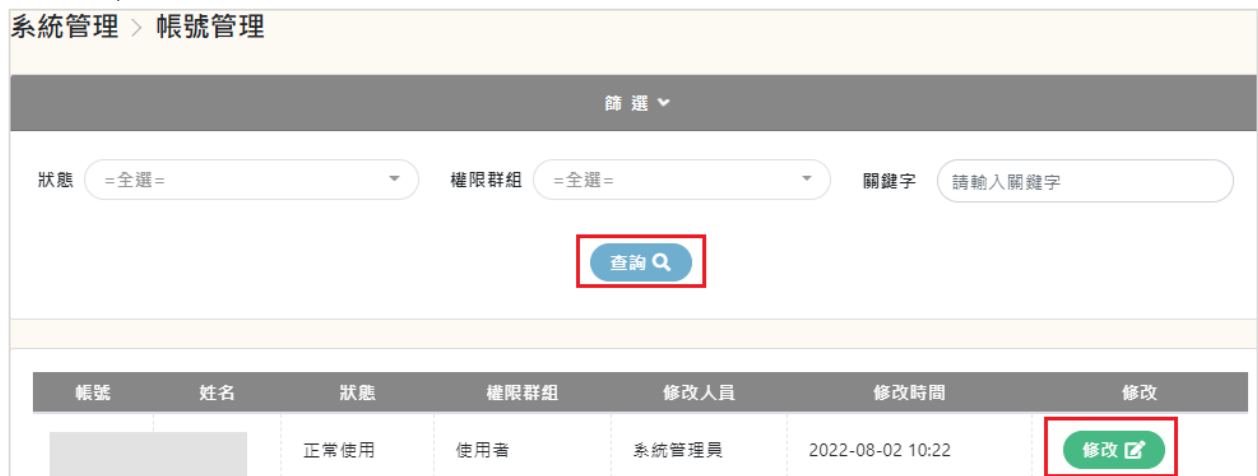 系統管理 > 帳號管理
篩 選
狀態 =全選= 權限群組 =全選= 關鍵字 請輸入關鍵字
查詢
帳號 姓名 狀態 權限群組 修改人員 修改時間 修改
正常使用 使用者 系統管理員 2022-08-02 10:22 修改